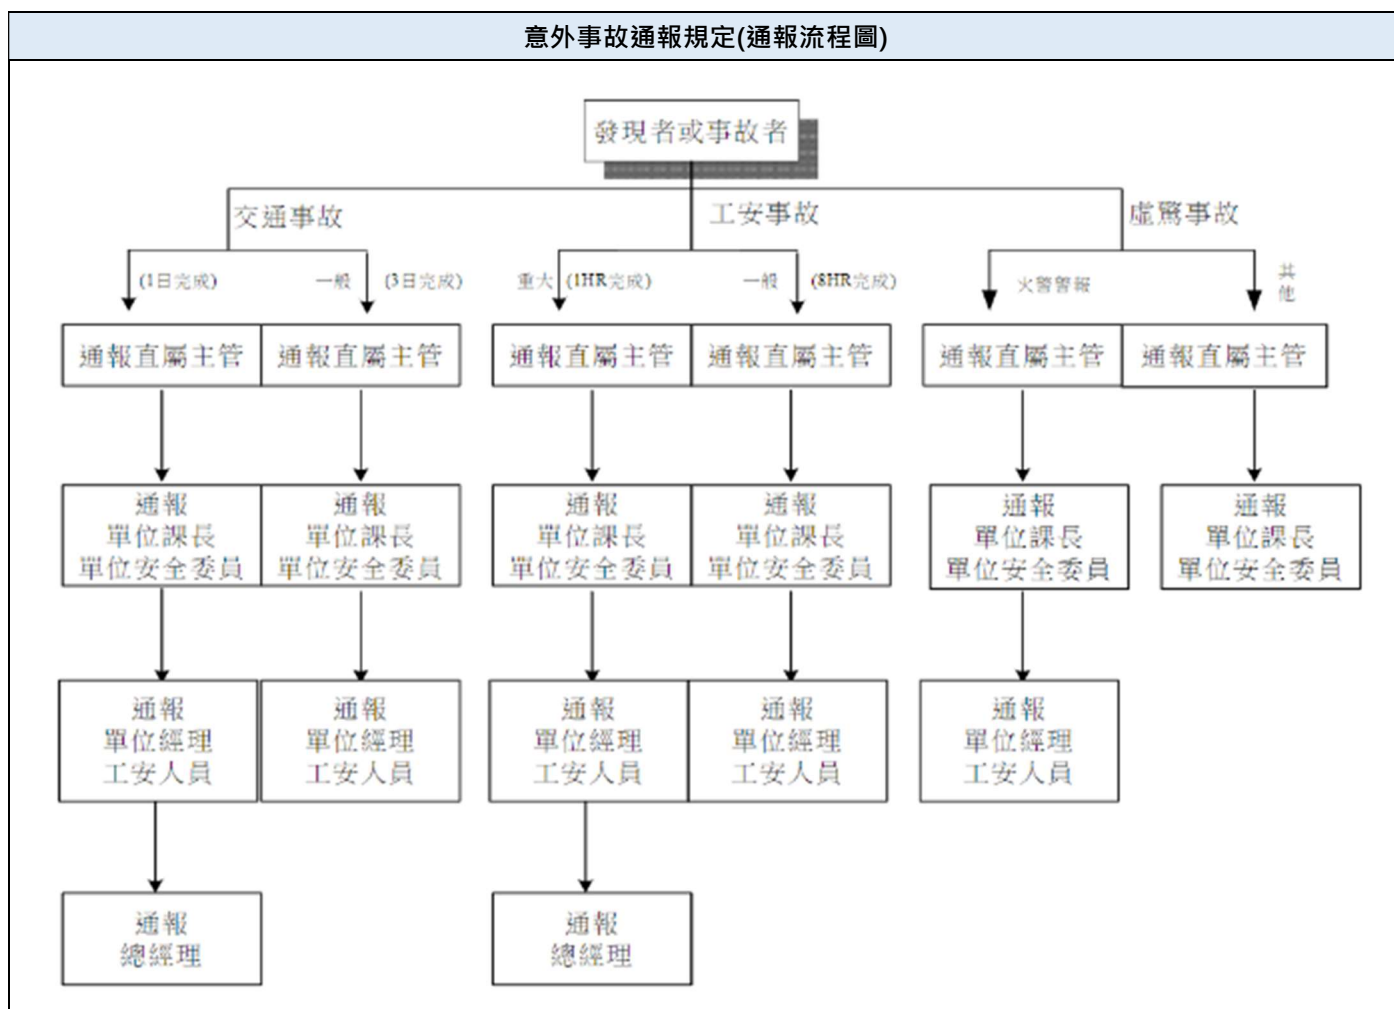 意外事故通報規定(通報流程圖)
發現者或事故者
交通事故
工安事故
虛驚事故
(1日完成)
一般
(3日完成)
重大
(1HR完成)
一般
(8HR完成)
火警警報
其
他
通報直屬主管
通報直屬主管
通報直屬主管
通報直屬主管
通報直屬主管
通報直屬主管
通報
單位課長
單位安全委員
通報
單位課長
單位安全委員
通報
單位課長
單位安全委員
通報
單位課長
單位安全委員
通報
單位課長
單位安全委員
通報
單位課長
單位安全委員
通報
單位經理
工安人員
通報
單位經理
工安人員
通報
單位經理
工安人員
通報
單位經理
工安人員
通報
單位經理
工安人員
通報
總經理
通報
總經理